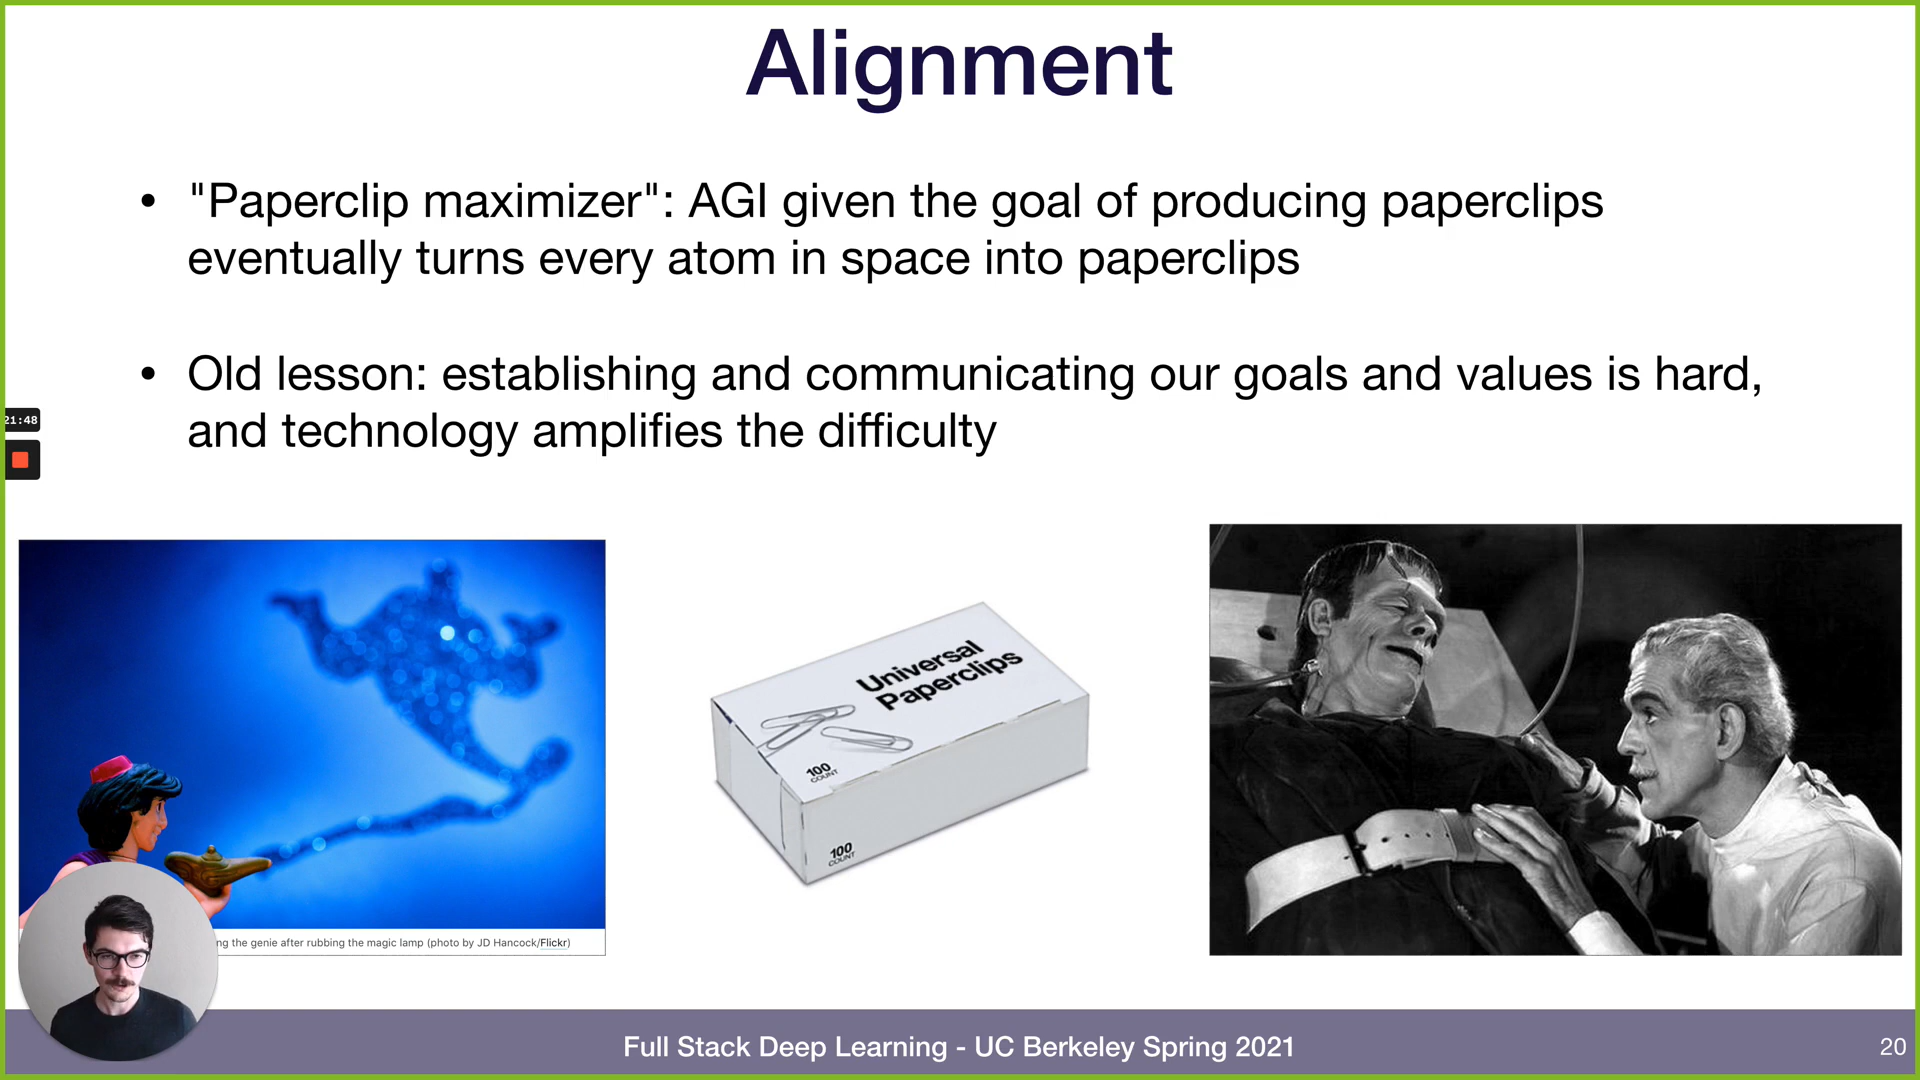 Alignment
• "Paperclip maximizer": AGI given the goal of producing paperclips
eventually turns every atom in space into paperclips
• Old lesson: establishing and communicating our goals and values is hard,
and technology amplifies the difficulty
21:48
Universal
Paperclips
100
COUNT
100
COUNT
the genie after rubbing the magic lamp (photo by JD Hancock/Flickr)
Full Stack Deep Learning - UC Berkeley Spring 2021
20